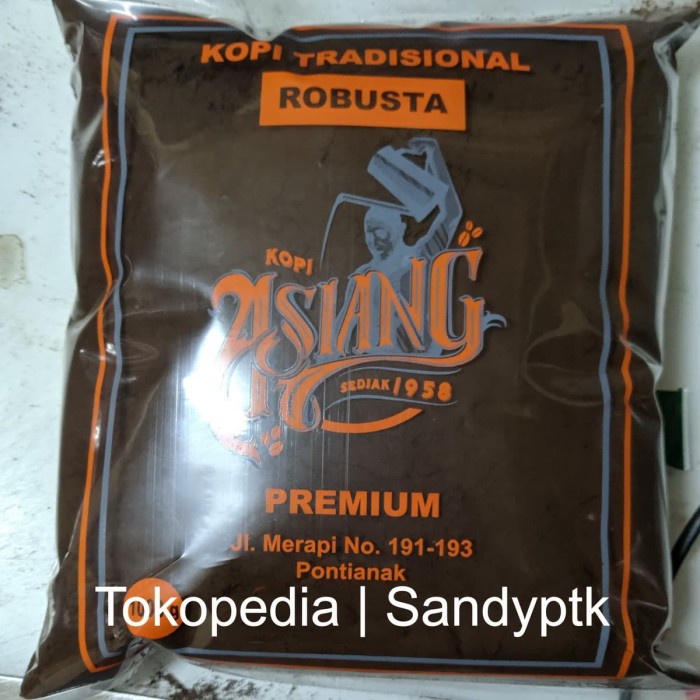 KOPI TRADISIONAL
ROBUSTA
KOPI
ASIANG
SEDJAK 1958
PREMIUM
Jl. Merapi No. 191-193
Pontianak
Tokopedia | Sandyptk